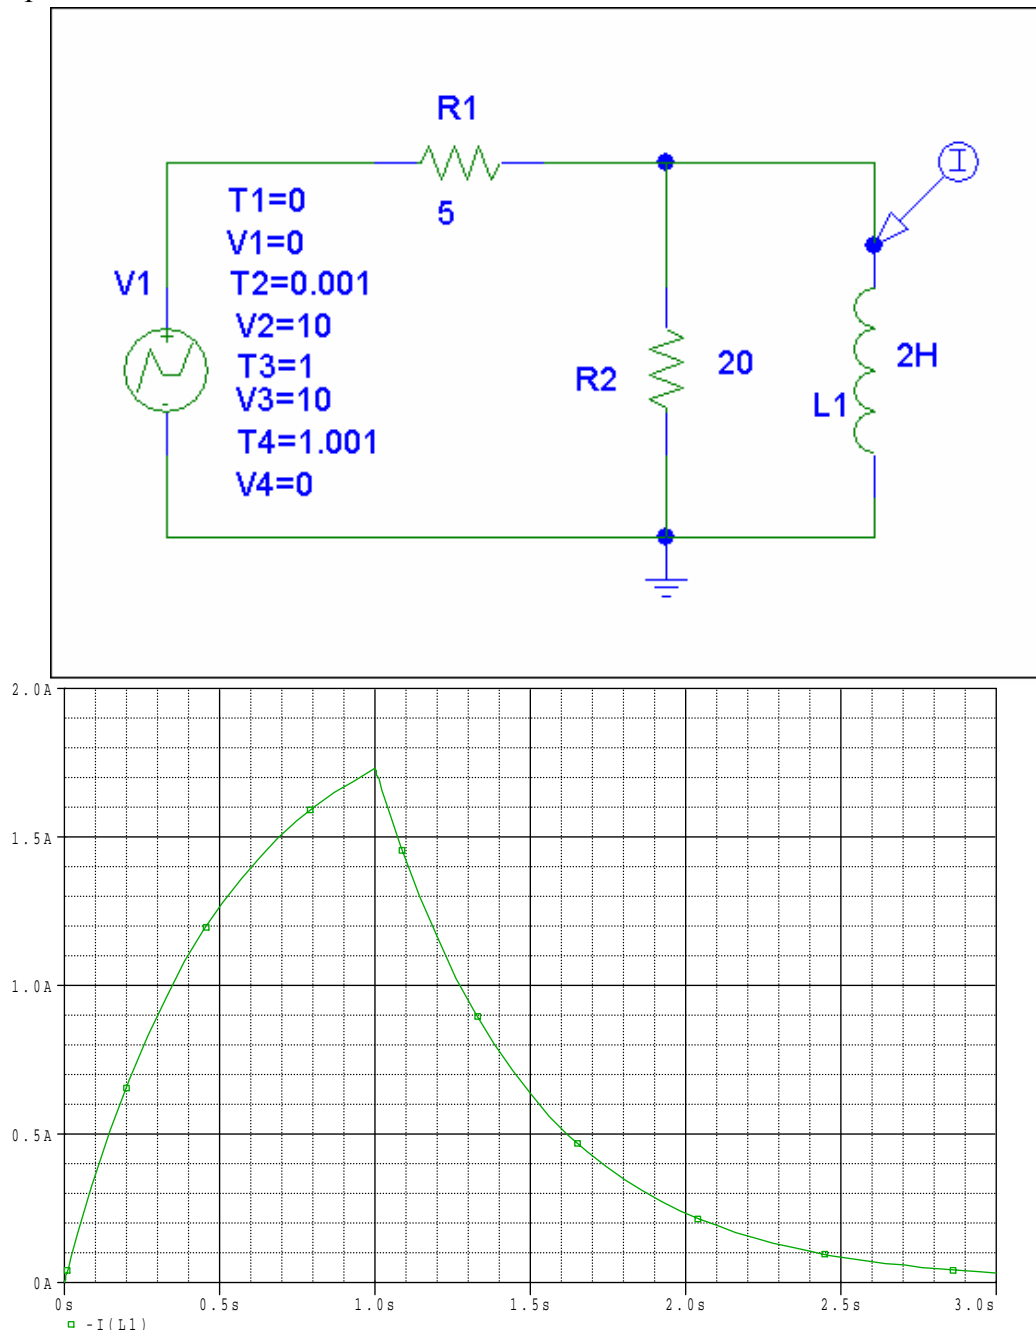 R1
5
T1=0
V1=0
V1
T2=0.001
V2=10
T3=1
V3=10
T4=1.001
V4=0
+
-
R2
20
2H
L1
I
2.0A
1.5A
1.0A
0.5A
0A
0s 0.5s 1.0s 1.5s 2.0s 2.5s 3.0s
-I(L1)